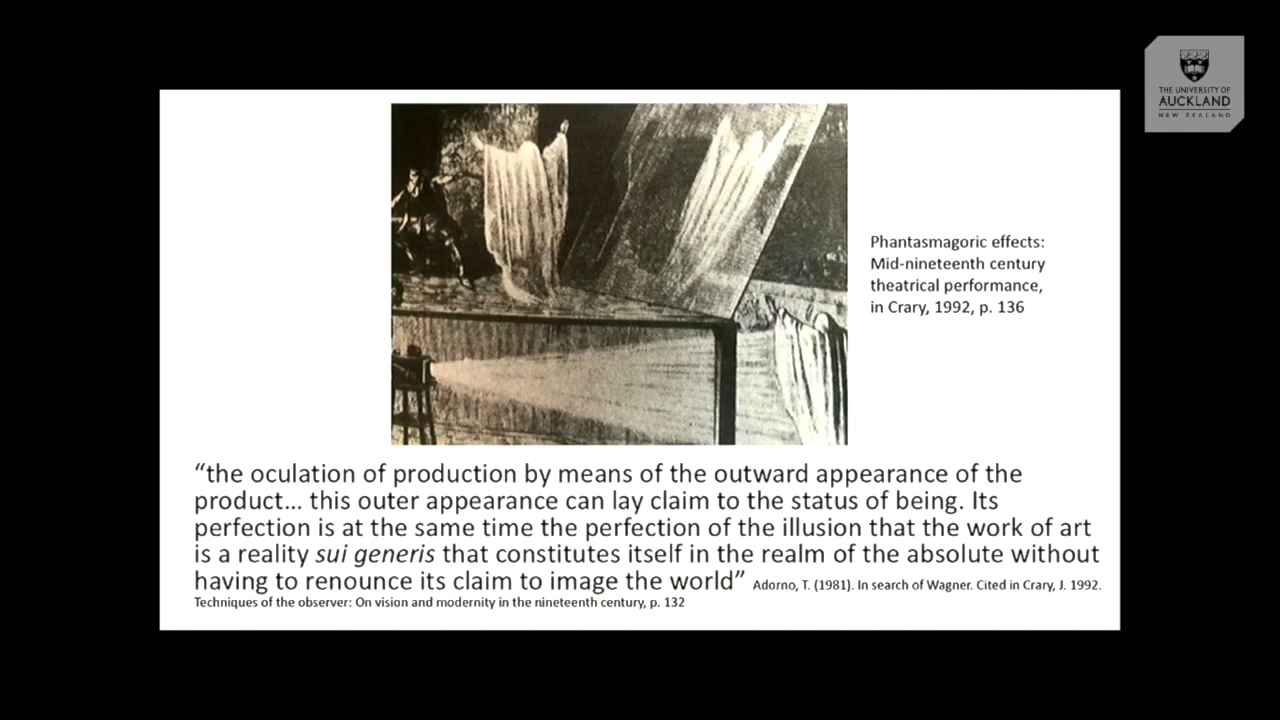 THE UNIVERSITY OF
AUCKLAND
NEW ZEALAND
Phantasmagoric effects:
Mid-nineteenth century
theatrical performance,
in Crary, 1992, p. 136
“the oculation of production by means of the outward appearance of the
product... this outer appearance can lay claim to the status of being. Its
perfection is at the same time the perfection of the illusion that the work of art
is a reality sui generis that constitutes itself in the realm of the absolute without
having to renounce its claim to image the world” Adorno, T. (1981). In search of Wagner. Cited in Crary, J. 1992.
Techniques of the observer: On vision and modernity in the nineteenth century, p. 132